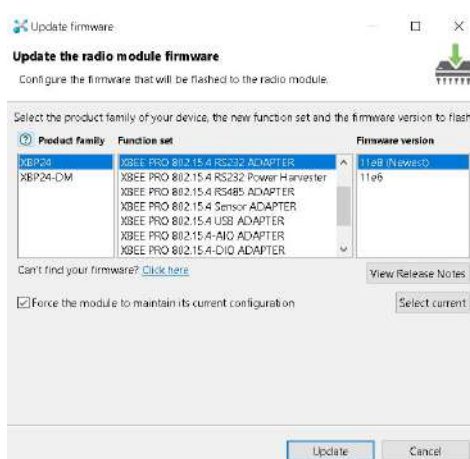 Update firmware
Update the radio module firmware
Configure the firmware that will be flashed to the radio module.
Select the product family of your device, the new function set and the firmware version to flash
Product family Function set Firmware version
XBP24 XBEE PRO 802.15.4 RS232 ADAPTER 11e8 (Newest)
XBP24-DM XBEE PRO 802.15.4 RS232 Power Harvester 11e6
XBEE PRO 802.15.4 RS485 ADAPTER
XBEE PRO 802.15.4 Sensor ADAPTER
XBEE PRO 802.15.4 USB ADAPTER
XBEE PRO 802.15.4-AIO ADAPTER
XBEE PRO 802.15.4-DIO ADAPTER
Can't find your firmware? Click here
View Release Notes
Force the module to maintain its current configuration
Select current
Update Cancel